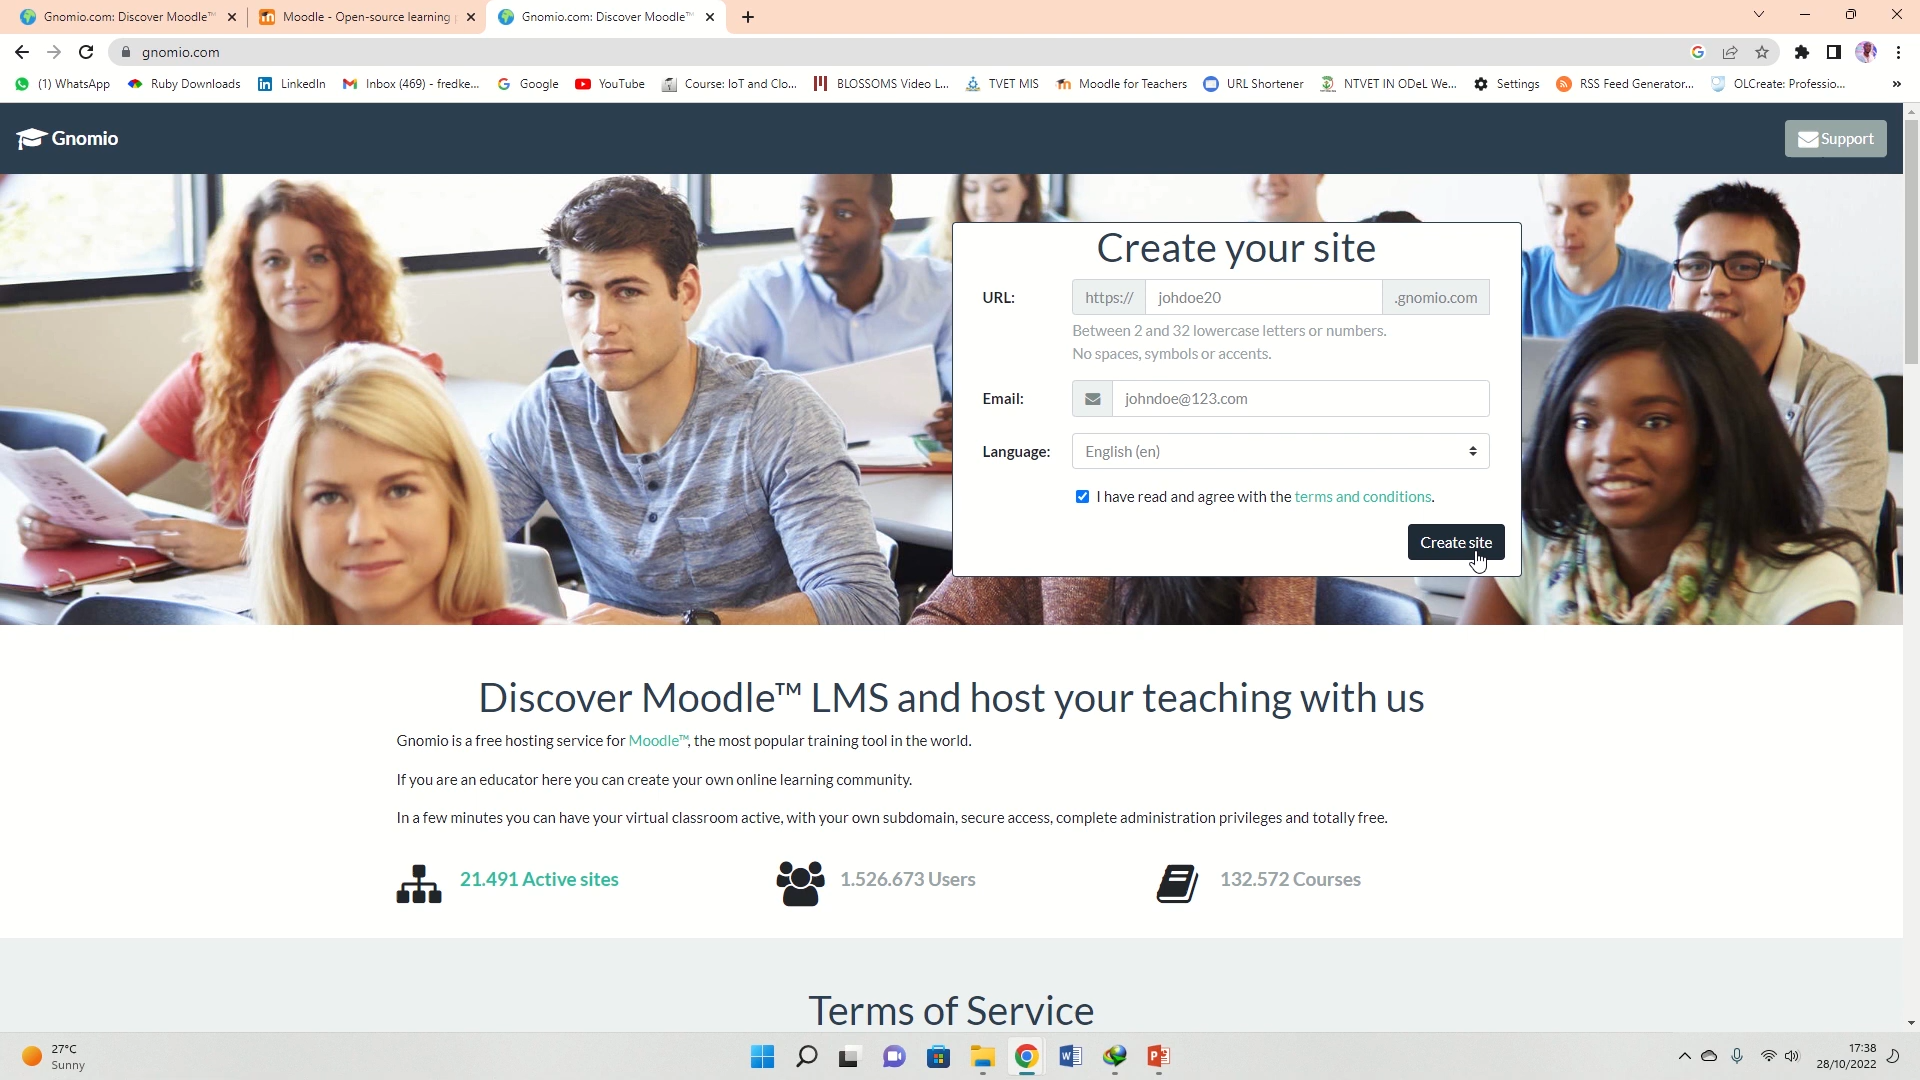 Gnomio.com: Discover Moodle™
Moodle - Open-source learning
Gnomio.com: Discover Moodle™
gnomio.com
(1) WhatsApp
Ruby Downloads
LinkedIn
Inbox (469) - fredke...
Google
YouTube
Course: IoT and Clo...
BLOSSOMS Video L...
TVET MIS
Moodle for Teachers
URL Shortener
NTVET IN ODeL We...
Settings
RSS Feed Generator...
OLCreate: Professio...
»
Gnomio
Support
Create your site
URL: https:// johdoe20 .gnomio.com
Between 2 and 32 lowercase letters or numbers.
No spaces, symbols or accents.
Email: johndoe@123.com
Language: English (en)
I have read and agree with the terms and conditions.
Create site
Discover Moodle™ LMS and host your teaching with us
Gnomio is a free hosting service for Moodle™, the most popular training tool in the world.
If you are an educator here you can create your own online learning community.
In a few minutes you can have your virtual classroom active, with your own subdomain, secure access, complete administration privileges and totally free.
21.491 Active sites
1.526.673 Users
132.572 Courses
Terms of Service
27°C
Sunny
17:38
28/10/2022